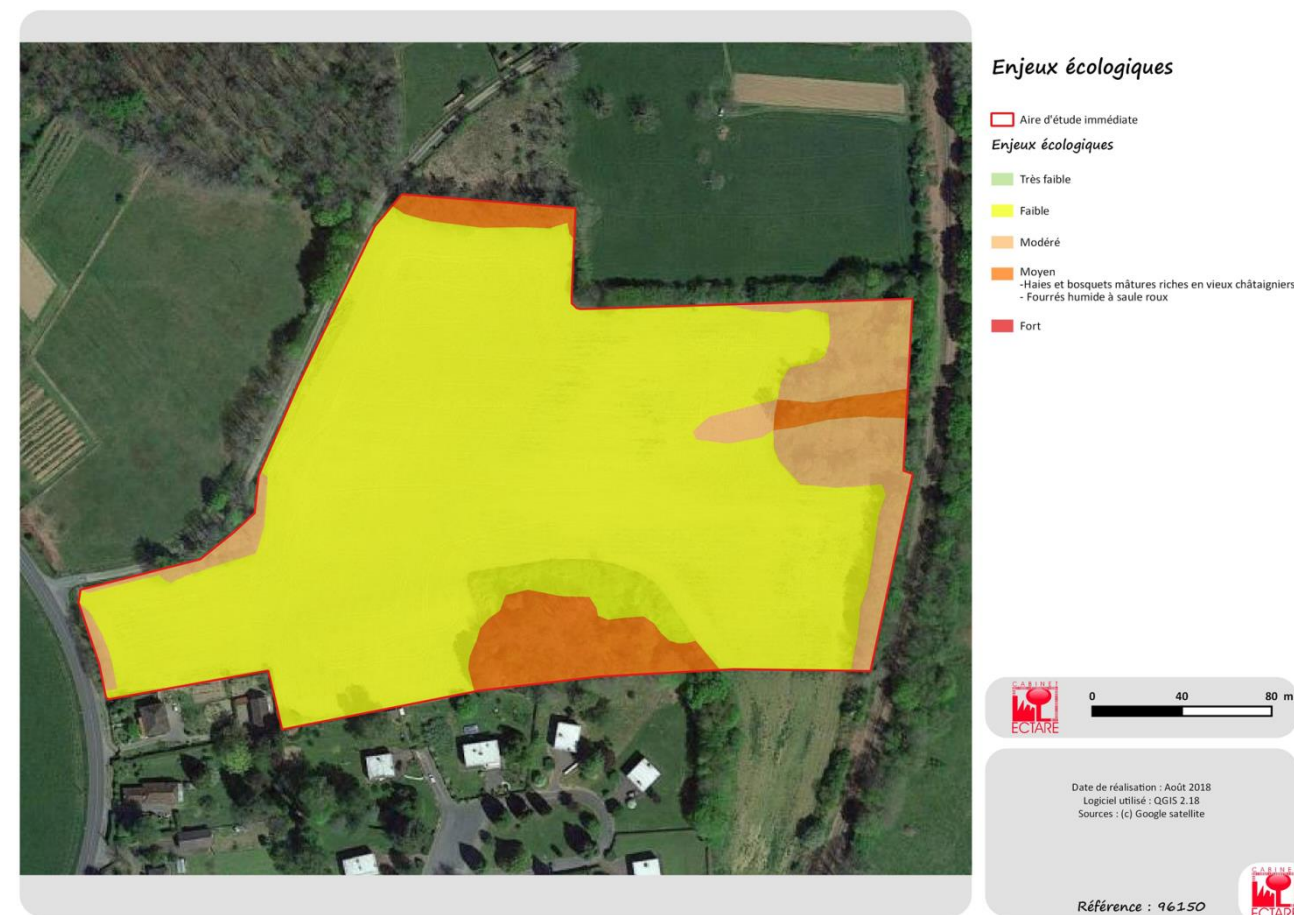 Enjeux écologiques
Aire d'étude immédiate
Enjeux écologiques
Très faible
Faible
Modéré
Moyen
-Haies et bosquets mâtures riches en vieux châtaigniers
- Fourrés humide à saule roux
Fort
CABINET
ECTARE
0 40 80 m
Date de réalisation : Août 2018
Logiciel utilisé : QGIS 2.18
Sources : (c) Google satellite
Référence : 96150
CABINET
ECTARE